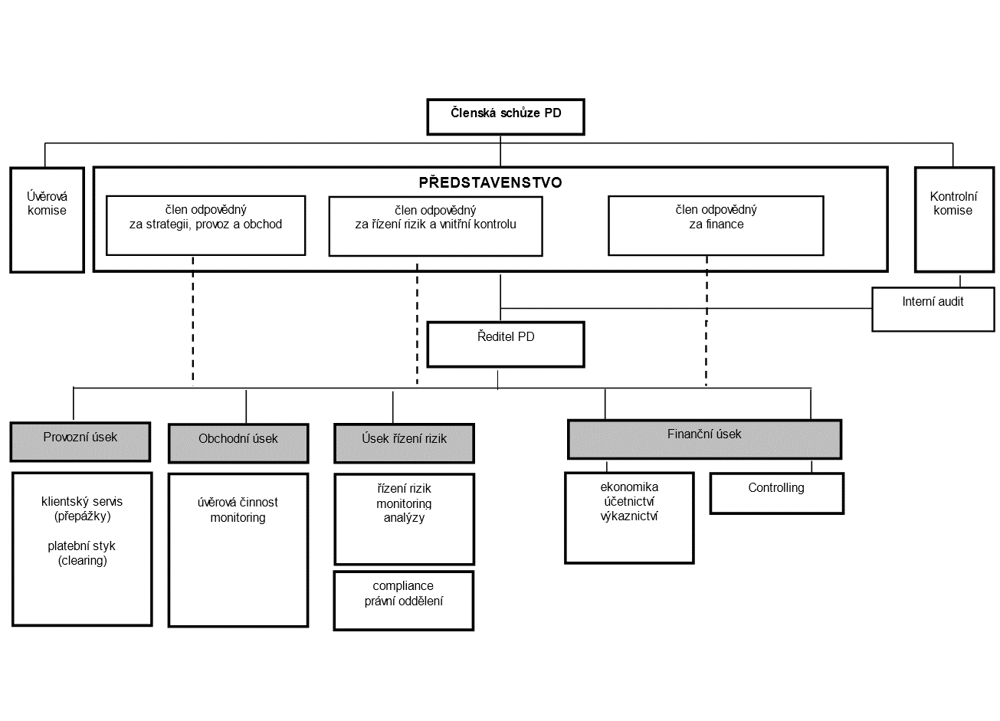 Členská schůze PD
Úvěrová
komise
PŘEDSTAVENSTVO
člen odpovědný
za strategii, provoz a obchod
člen odpovědný
za řízení rizik a vnitřní kontrolu
člen odpovědný
za finance
Kontrolní
komise
Interní audit
Ředitel PD
Provozní úsek
Obchodní úsek
Úsek řízení rizik
Finanční úsek
klientský servis
(přepážky)
platební styk
(clearing)
úvěrová činnost
monitoring
řízení rizik
monitoring
analýzy
compliance
právní oddělení
ekonomika
účetnictví
výkaznictví
Controlling